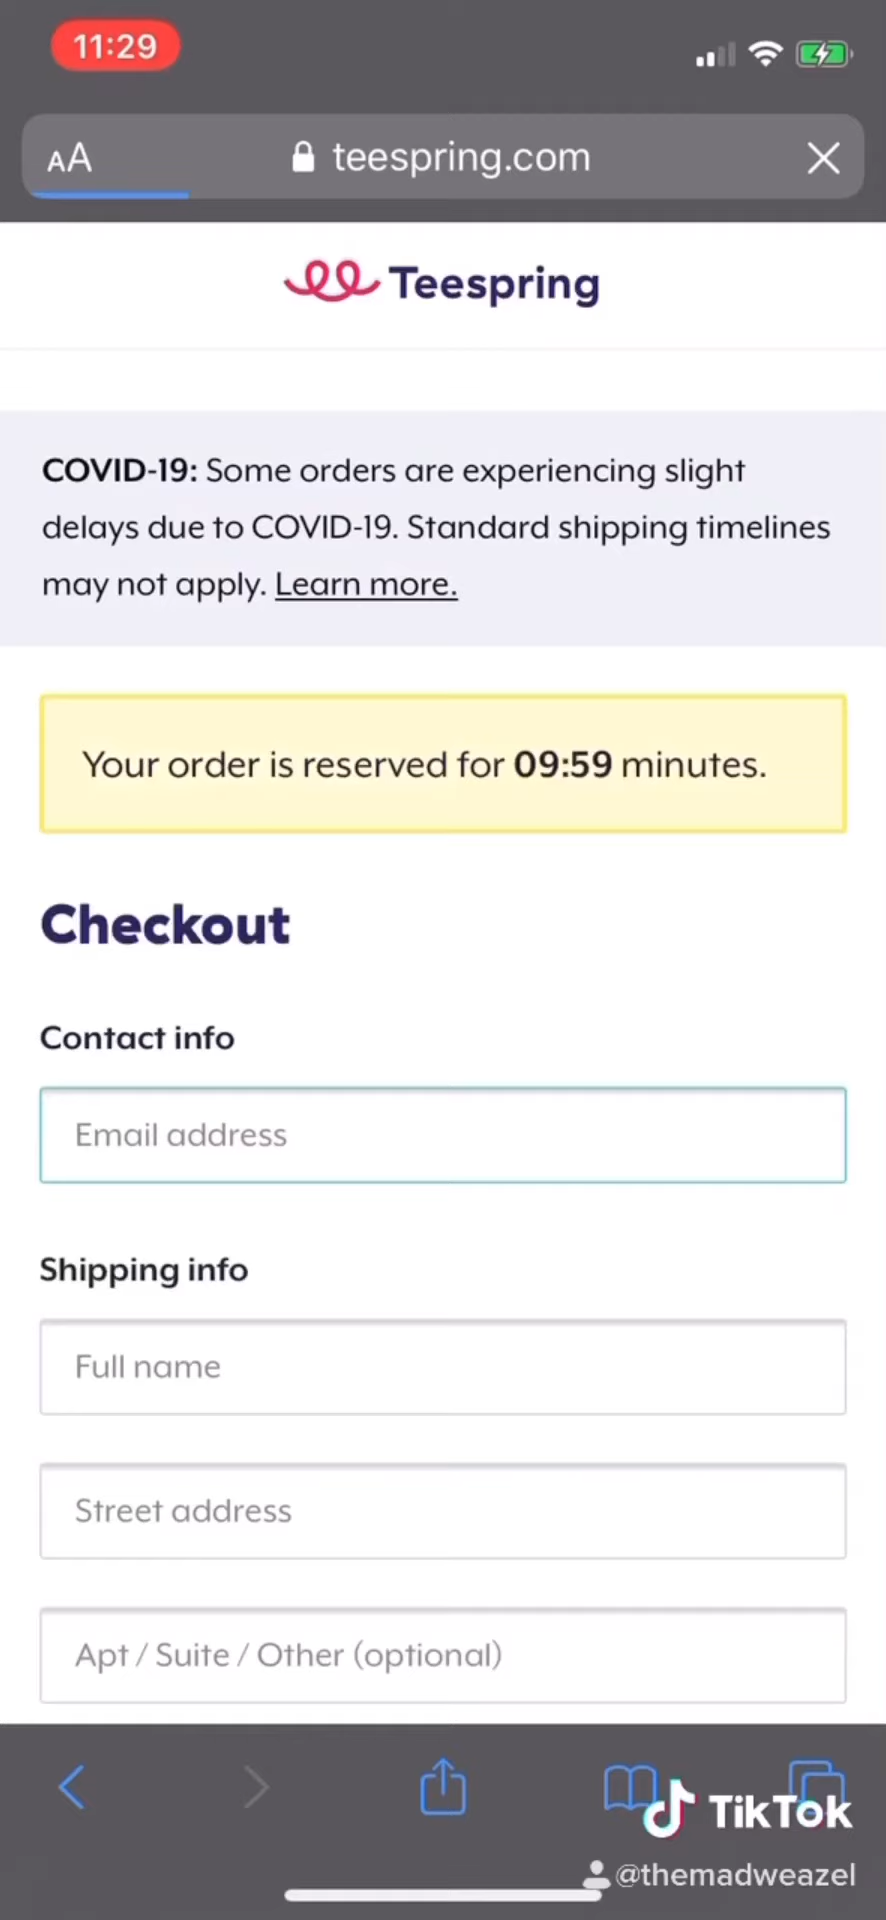 11:29
AA teespring.com
Teespring
COVID-19: Some orders are experiencing slight
delays due to COVID-19. Standard shipping timelines
may not apply. Learn more.
Your order is reserved for 09:59 minutes.
Checkout
Contact info
Email address
Shipping info
Full name
Street address
Apt / Suite / Other (optional)
TikTok
@themadweazel